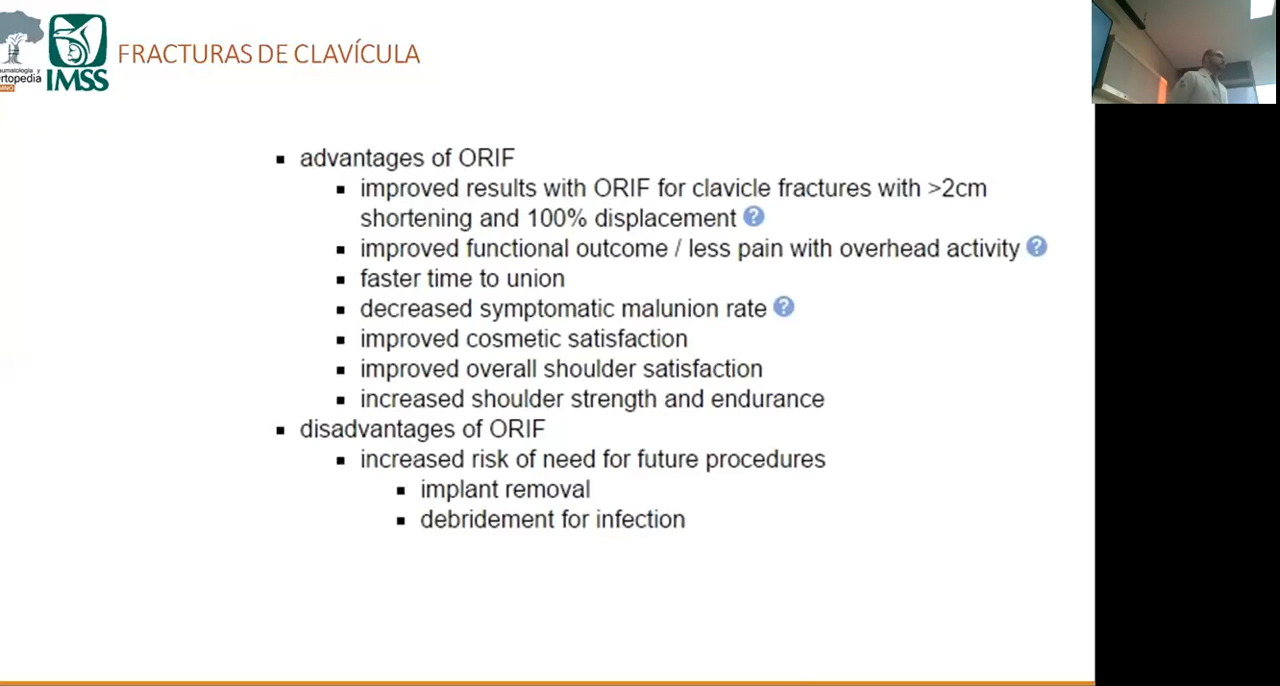 FRACTURAS DE CLAVÍCULA
IMSS
advantages of ORIF
improved results with ORIF for clavicle fractures with >2cm
shortening and 100% displacement ?
improved functional outcome / less pain with overhead activity ?
faster time to union
decreased symptomatic malunion rate ?
improved cosmetic satisfaction
improved overall shoulder satisfaction
increased shoulder strength and endurance
disadvantages of ORIF
increased risk of need for future procedures
implant removal
debridement for infection